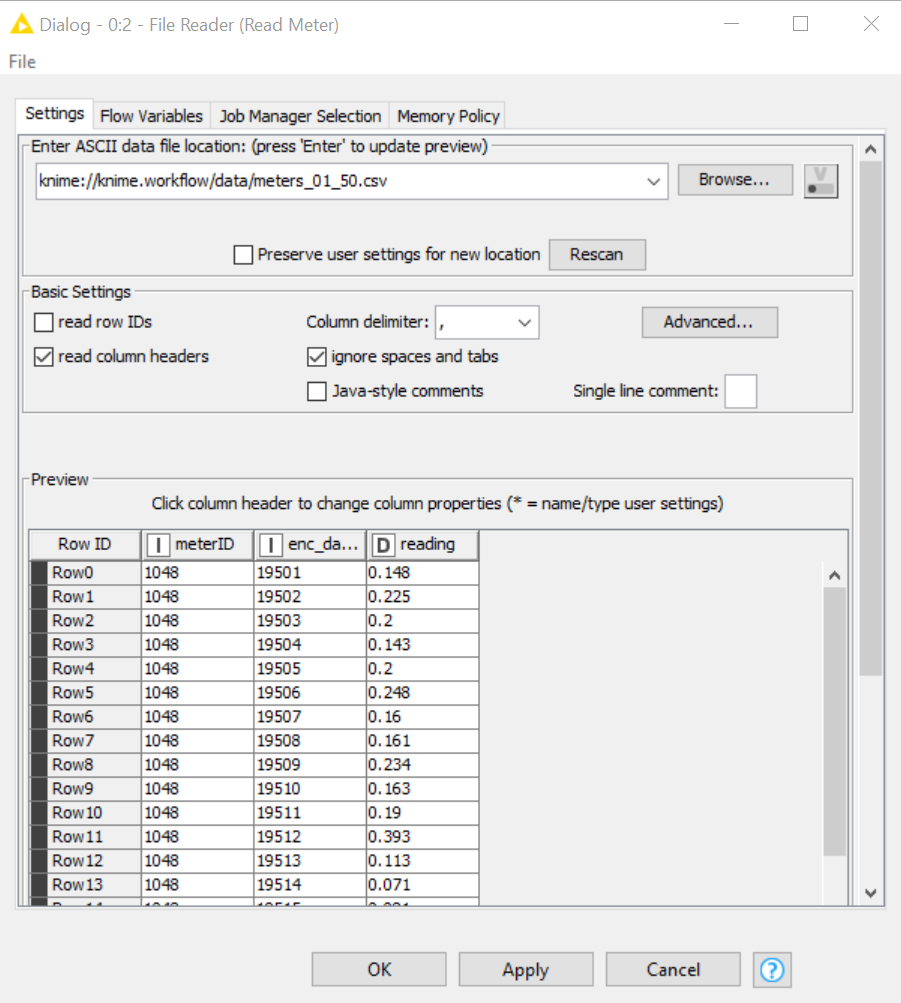 Dialog - 0:2 - File Reader (Read Meter)
File
Settings Flow Variables Job Manager Selection Memory Policy
Enter ASCII data file location: (press 'Enter' to update preview)
knime://knime.workflow/data/meters_01_50.csv Browse... V
Preserve user settings for new location Rescan
Basic Settings
read row IDs Column delimiter: , Advanced...
read column headers ignore spaces and tabs
Java-style comments Single line comment:
Preview
Click column header to change column properties (* = name/type user settings)
Row ID I meterID I enc_da... D reading
Row0 1048 19501 0.148
Row1 1048 19502 0.225
Row2 1048 19503 0.2
Row3 1048 19504 0.143
Row4 1048 19505 0.2
Row5 1048 19506 0.248
Row6 1048 19507 0.16
Row7 1048 19508 0.161
Row8 1048 19509 0.234
Row9 1048 19510 0.163
Row10 1048 19511 0.19
Row11 1048 19512 0.393
Row12 1048 19513 0.113
Row13 1048 19514 0.071
OK Apply Cancel ?